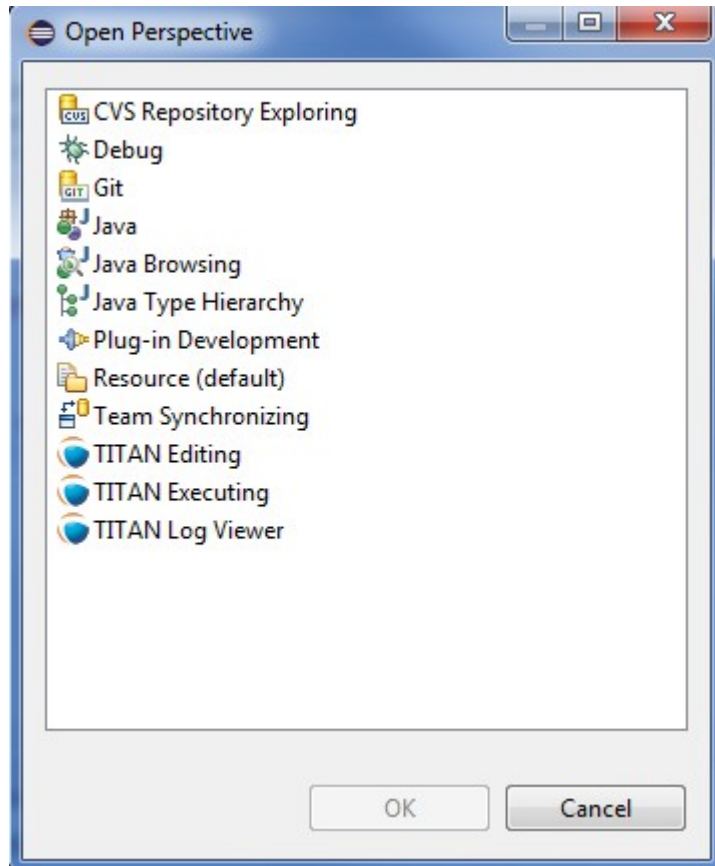 Open Perspective
CVS Repository Exploring
Debug
Git
Java
Java Browsing
Java Type Hierarchy
Plug-in Development
Resource (default)
Team Synchronizing
TITAN Editing
TITAN Executing
TITAN Log Viewer
OK Cancel